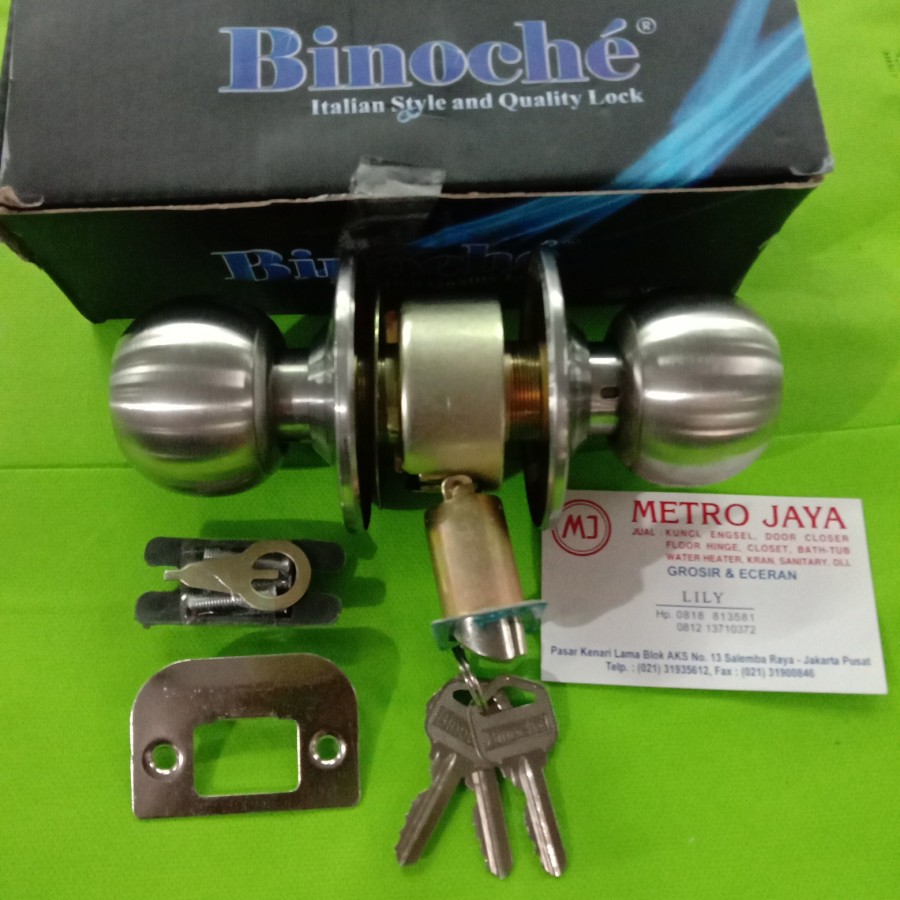 Binoché®
Italian Style and Quality Lock
Binoché
MJ
METRO JAYA
JUAL : KUNCI, ENGSEL, DOOR CLOSER
FLOOR HINGE, CLOSET, BATH-TUB
WATER HEATER, KRAN, SANITARY, DLL
GROSIR & ECERAN
LILY
Hp. 0818 813581
0812 13710372
Pasar Kenari Lama Blok AKS No. 13 Salemba Raya - Jakarta Pusat
Telp. : (021) 31935612, Fax : (021) 31900846
Binoche